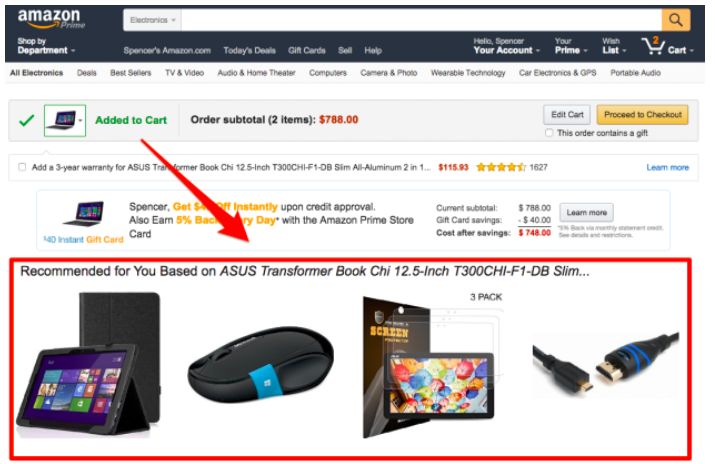 amazon
Prime
Electronics
Shop by
Department
Spencer's Amazon.com Today's Deals Gift Cards Sell Help
Hello, Spencer
Your Account
Your
Prime
Wish
List
2
Cart
All Electronics Deals Best Sellers TV & Video Audio & Home Theater Computers Camera & Photo Wearable Technology Car Electronics & GPS Portable Audio
Added to Cart
Order subtotal (2 items): $788.00
Edit Cart
Proceed to Checkout
This order contains a gift
Add a 3-year warranty for ASUS Transformer Book Chi 12.5-Inch T300CHI-F1-DB Slim All-Aluminum 2 in 1... $115.93 1627 Learn more
$40 Instant Gift Card
Spencer, Get $4 Off Instantly upon credit approval.
Also Earn 5% Back Day* with the Amazon Prime Store
Card
Current subtotal: $ 788.00
Gift Card savings: - $ 40.00
Cost after savings: $ 748.00
Learn more
*5% Back via monthly statement credit.
See details and restrictions.
Recommended for You Based on ASUS Transformer Book Chi 12.5-Inch T300CHI-F1-DB Slim...
3 PACK
SCREEN